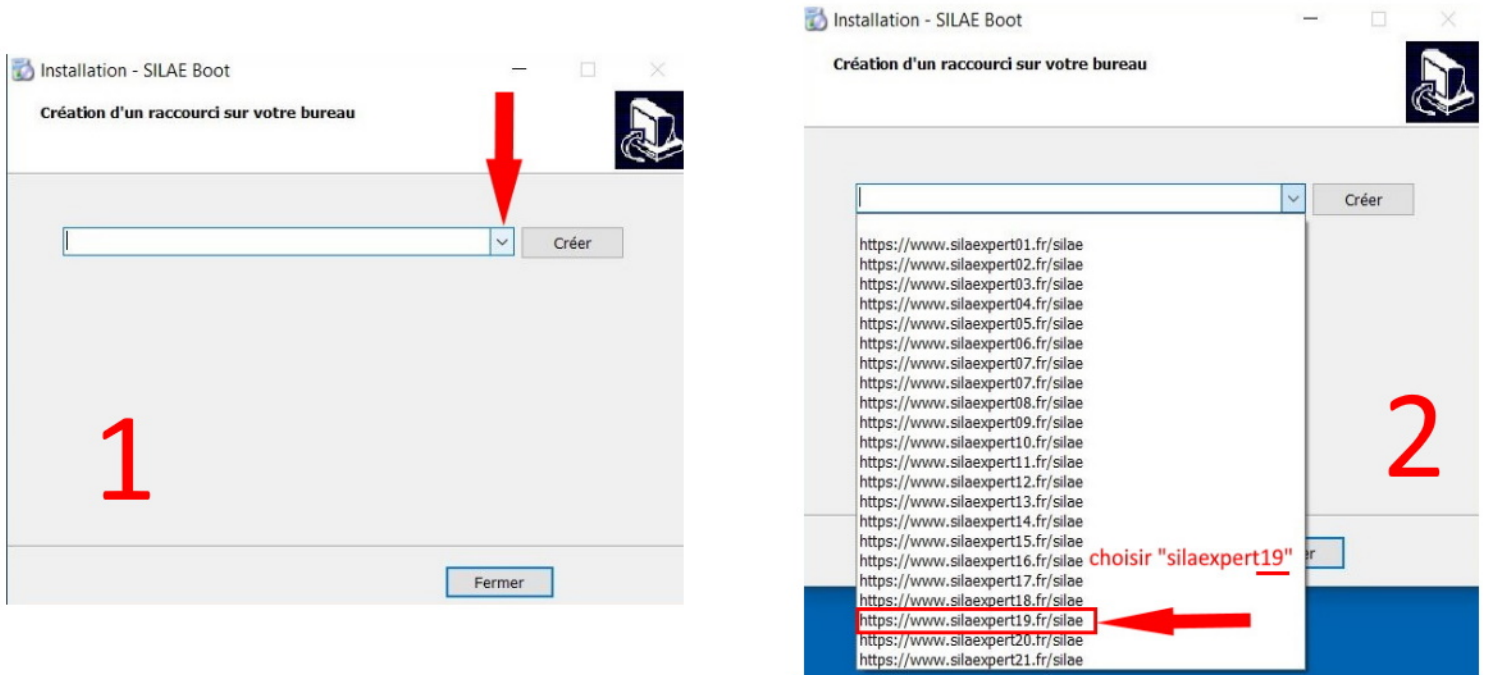 Installation - SILAE Boot
Création d'un raccourci sur votre bureau
Créer
1
Fermer
Installation - SILAE Boot
Création d'un raccourci sur votre bureau
Créer
https://www.silaexpert01.fr/silae
https://www.silaexpert02.fr/silae
https://www.silaexpert03.fr/silae
https://www.silaexpert04.fr/silae
https://www.silaexpert05.fr/silae
https://www.silaexpert06.fr/silae
https://www.silaexpert07.fr/silae
https://www.silaexpert07.fr/silae
https://www.silaexpert08.fr/silae
https://www.silaexpert09.fr/silae
https://www.silaexpert10.fr/silae
https://www.silaexpert11.fr/silae
https://www.silaexpert12.fr/silae
https://www.silaexpert13.fr/silae
https://www.silaexpert14.fr/silae
https://www.silaexpert15.fr/silae
https://www.silaexpert16.fr/silae
https://www.silaexpert17.fr/silae
https://www.silaexpert18.fr/silae
https://www.silaexpert19.fr/silae
https://www.silaexpert20.fr/silae
https://www.silaexpert21.fr/silae
choisir "silaexpert19"
2